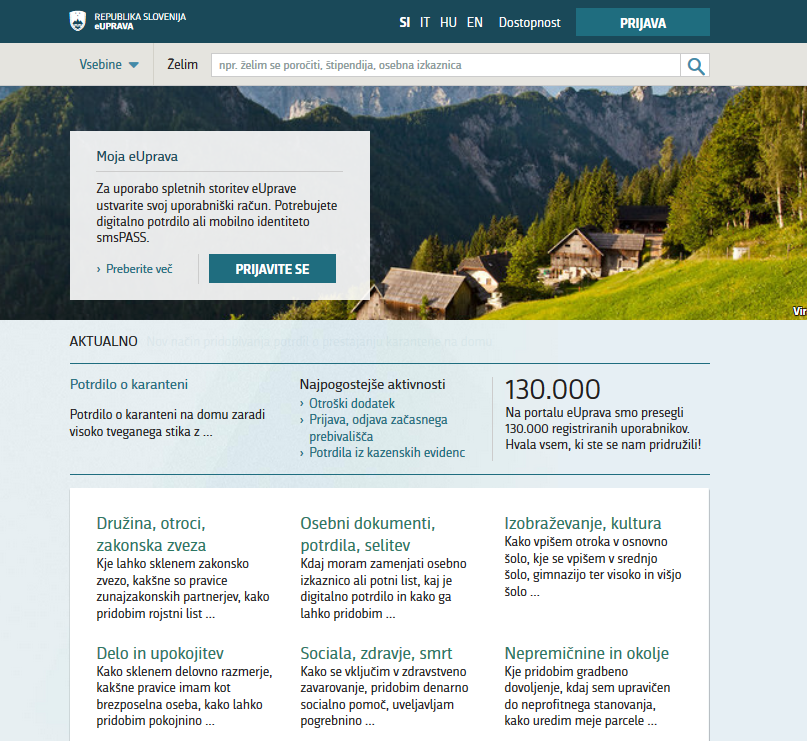 REPUBLIKA SLOVENIJA
eUPRAVA
SI IT HU EN Dostopnost PRIJAVA
Vsebine Želim npr. želim se poročiti, štipendija, osebna izkaznica
Moja eUprava
Za uporabo spletnih storitev eUprave
ustvarite svoj uporabniški račun. Potrebujete
digitalno potrdilo ali mobilno identiteto
smsPASS.
› Preberite več PRIJAVITE SE
AKTUALNO
Potrdilo o karanteni
Potrdilo o karanteni na domu zaradi
visoko tveganega stika z ...
Najpogostejše aktivnosti
› Otroški dodatek
› Prijava, odjava začasnega
prebivališča
› Potrdila iz kazenskih evidenc
130.000
Na portalu eUprava smo presegli
130.000 registriranih uporabnikov.
Hvala vsem, ki ste se nam pridružili!
Družina, otroci,
zakonska zveza
Kje lahko sklenem zakonsko
zvezo, kakšne so pravice
zunajzakonskih partnerjev, kako
pridobim rojstni list ...
Osebni dokumenti,
potrdila, selitev
Kdaj moram zamenjati osebno
izkaznico ali potni list, kaj je
digitalno potrdilo in kako ga
lahko pridobim ...
Izobraževanje, kultura
Kako vpišem otroka v osnovno
šolo, kje se vpišem v srednjo
šolo, gimnazijo ter visoko in višjo
šolo ...
Delo in upokojitev
Kako sklenem delovno razmerje,
kakšne pravice imam kot
brezposelna oseba, kako lahko
pridobim pokojnino ...
Sociala, zdravje, smrt
Kako se vključim v zdravstveno
zavarovanje, pridobim denarno
socialno pomoč, uveljavljam
pogrebnino ...
Nepremičnine in okolje
Kje pridobim gradbeno
dovoljenje, kdaj sem upravičen
do neprofitnega stanovanja,
kako uredim meje parcele ...